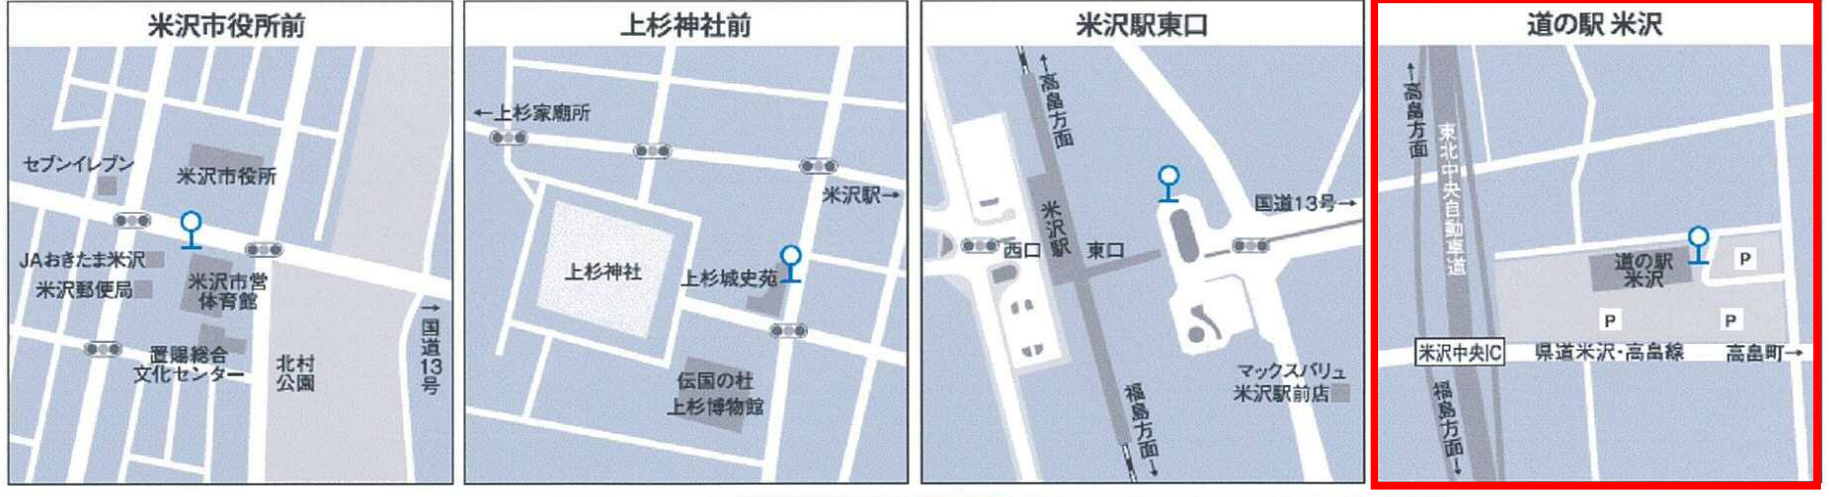 米沢市役所前
セブンイレブン
米沢市役所
JAおきたま米沢
米沢郵便局
米沢市営
体育館
置賜総合
文化センター
北村
公園
→国道13号
上杉神社前
←上杉家廟所
米沢駅→
上杉神社
上杉城史苑
伝国の杜
上杉博物館
米沢駅東口
←高畠方面
国道13号→
米沢駅
西口
東口
マックスバリュ
米沢駅前店
福島方面→
道の駅 米沢
←高畠方面
東北中央自動車道
道の駅
米沢
P
P
P
米沢中央IC
県道米沢・高畠線
高畠町→
福島方面→